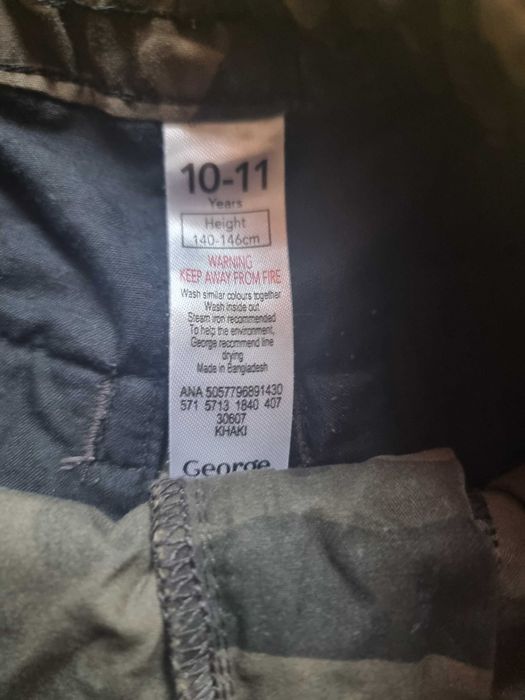 10-11
Years
Height
140-146cm
WARNING
KEEP AWAY FROM FIRE
Wash similar colours together
Wash inside out
Steam iron recommended
To help the environment,
George recommend line
drying
Made in Bangladesh
ANA 5057796891430
571 5713 1840 407
30607
KHAKI
George